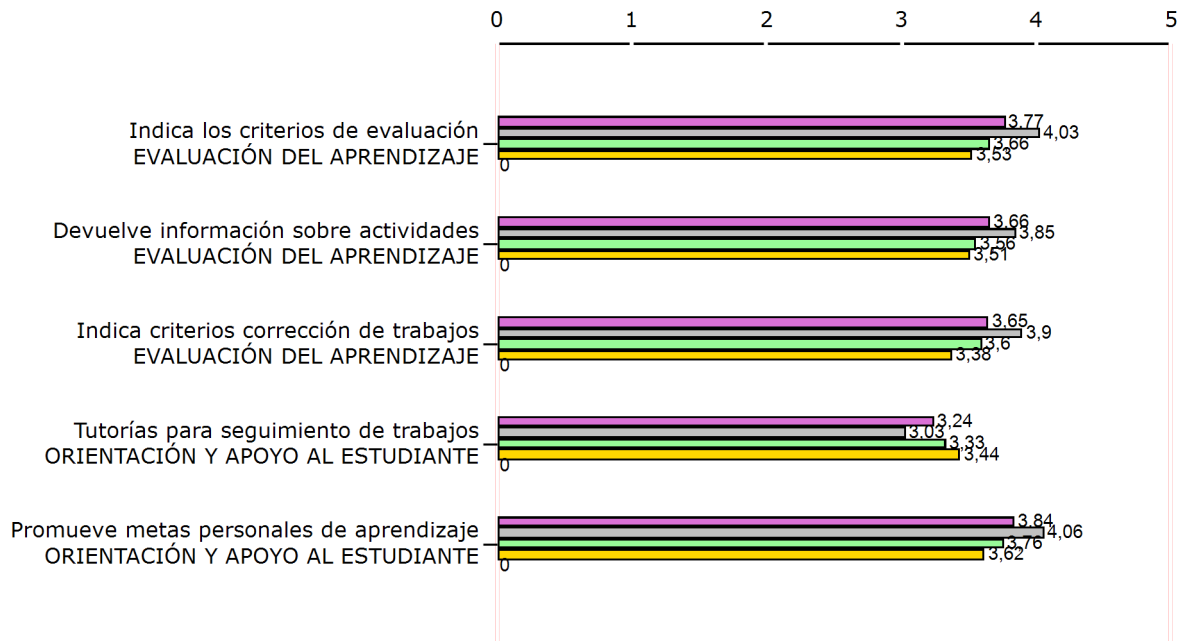 0 1 2 3 4 5
Indica los criterios de evaluación
EVALUACIÓN DEL APRENDIZAJE
3,77
4,03
3,66
3,53
0
Devuelve información sobre actividades
EVALUACIÓN DEL APRENDIZAJE
3,66
3,85
3,56
3,51
0
Indica criterios corrección de trabajos
EVALUACIÓN DEL APRENDIZAJE
3,65
3,9
3,6
3,38
0
Tutorías para seguimiento de trabajos
ORIENTACIÓN Y APOYO AL ESTUDIANTE
3,24
3,03
3,33
3,44
0
Promueve metas personales de aprendizaje
ORIENTACIÓN Y APOYO AL ESTUDIANTE
3,84
4,06
3,76
3,62
0